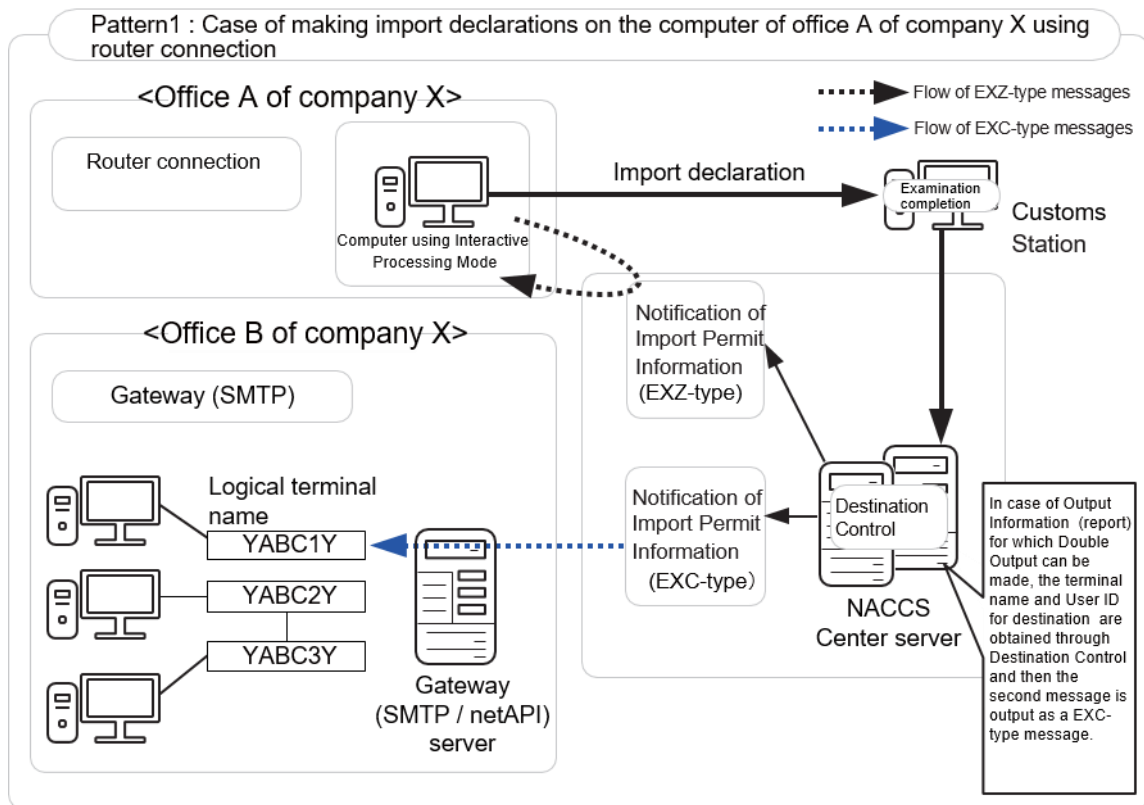 Pattern1 : Case of making import declarations on the computer of office A of company X using
router connection
<Office A of company X>
Flow of EXZ-type messages
Flow of EXC-type messages
Router connection
Computer using Interactive
Processing Mode
Import declaration
Examination
completion
Customs
Station
<Office B of company X>
Gateway (SMTP)
Notification of
Import Permit
Information
(EXZ-type)
Logical terminal
name
YABC1Y
YABC2Y
YABC3Y
Gateway
(SMTP / netAPI)
server
Notification of
Import Permit
Information
(EXC-type)
Destination
Control
NACCS
Center server
In case of Output
Information (report)
for which Double
Output can be
made, the terminal
name and User ID
for destination are
obtained through
Destination Control
and then the
second message is
output as a EXC-
type message.